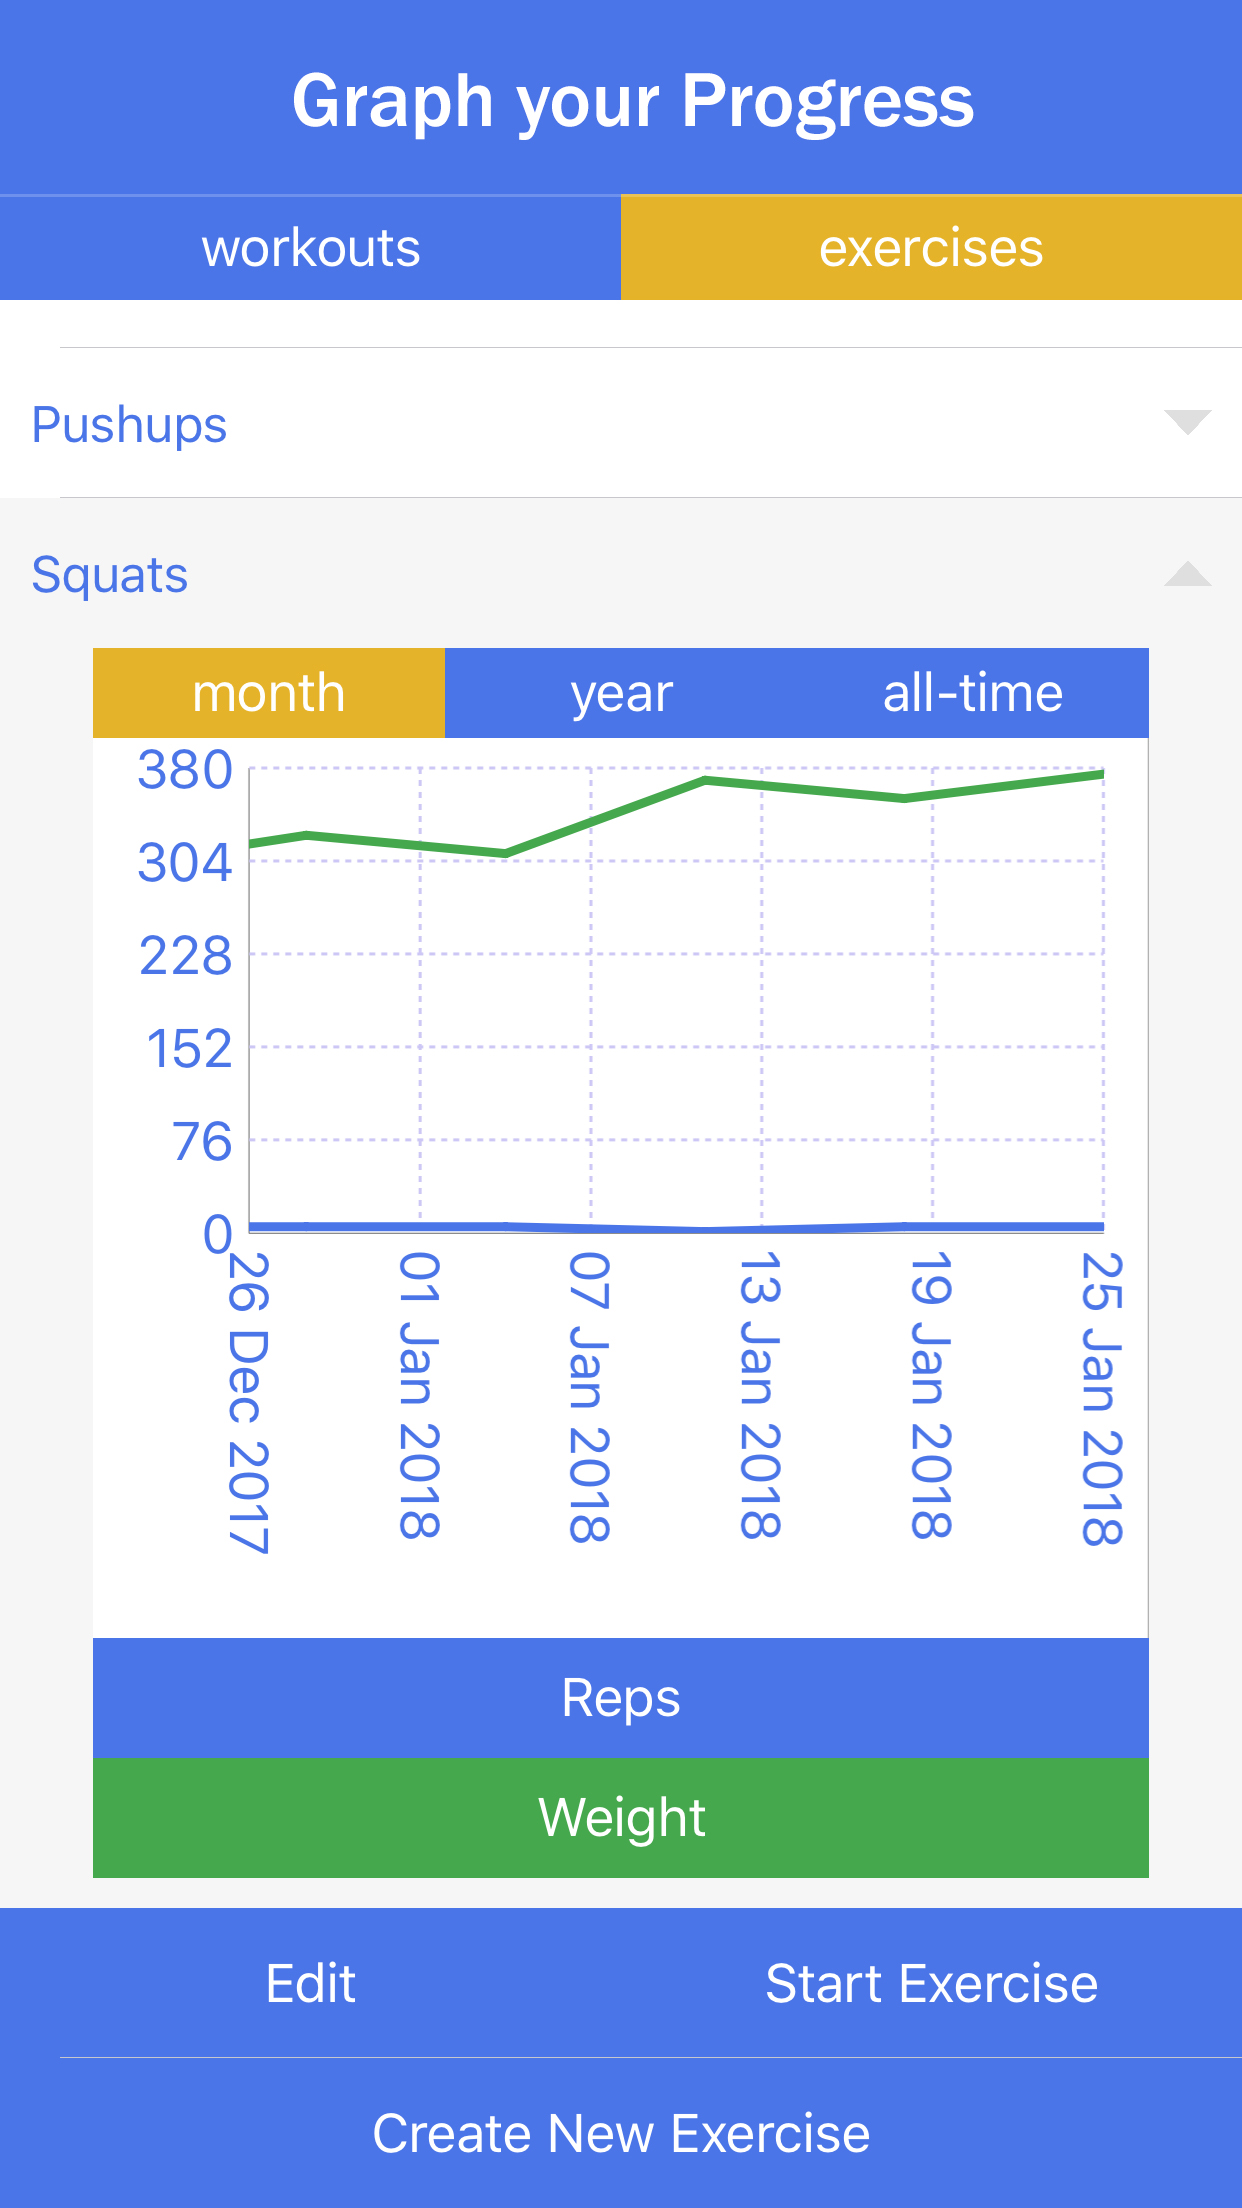 Graph your Progress
workouts exercises
Pushups
Squats
month year all-time
380
304
228
152
76
0
26 Dec 2017
01 Jan 2018
07 Jan 2018
13 Jan 2018
19 Jan 2018
25 Jan 2018
Reps
Weight
Edit Start Exercise
Create New Exercise